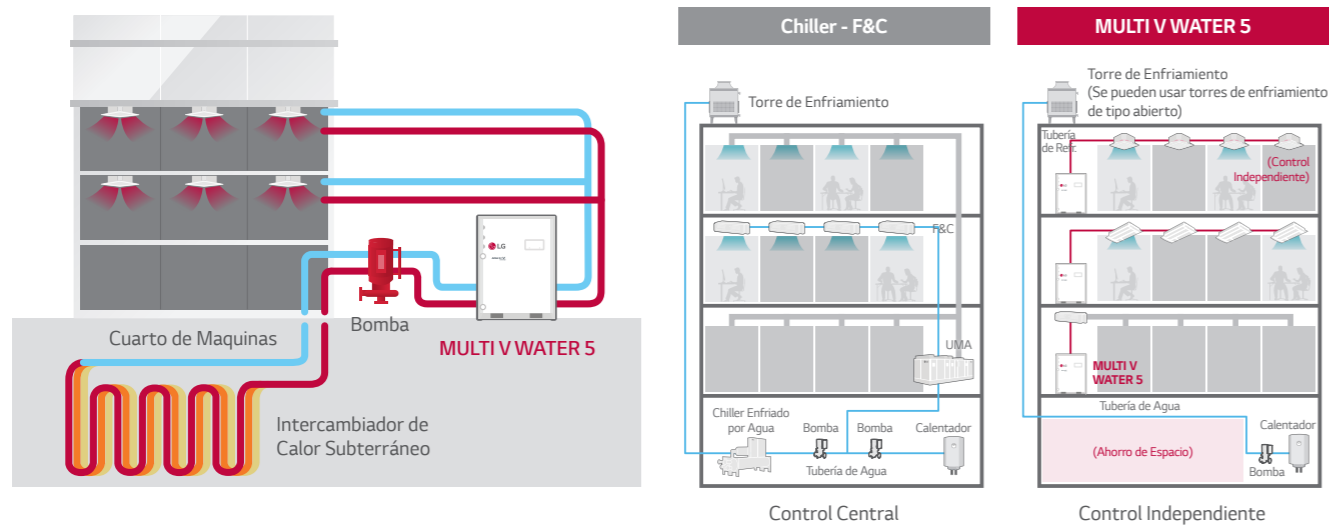 LG
Cuarto de Maquinas
Bomba
MULTI V WATER 5
Intercambiador de
Calor Subterráneo
Chiller - F&C
Torre de Enfriamiento
F&C
UMA
Chiller Enfriado
por Agua
Bomba
Bomba
Calentador
Tubería de Agua
Control Central
MULTI V WATER 5
Torre de Enfriamiento
(Se pueden usar torres de enfriamiento
de tipo abierto)
Tubería
de Refr.
(Control
Independiente)
MULTI V
WATER 5
Tubería de Agua
Calentador
(Ahorro de Espacio)
Bomba
Control Independiente